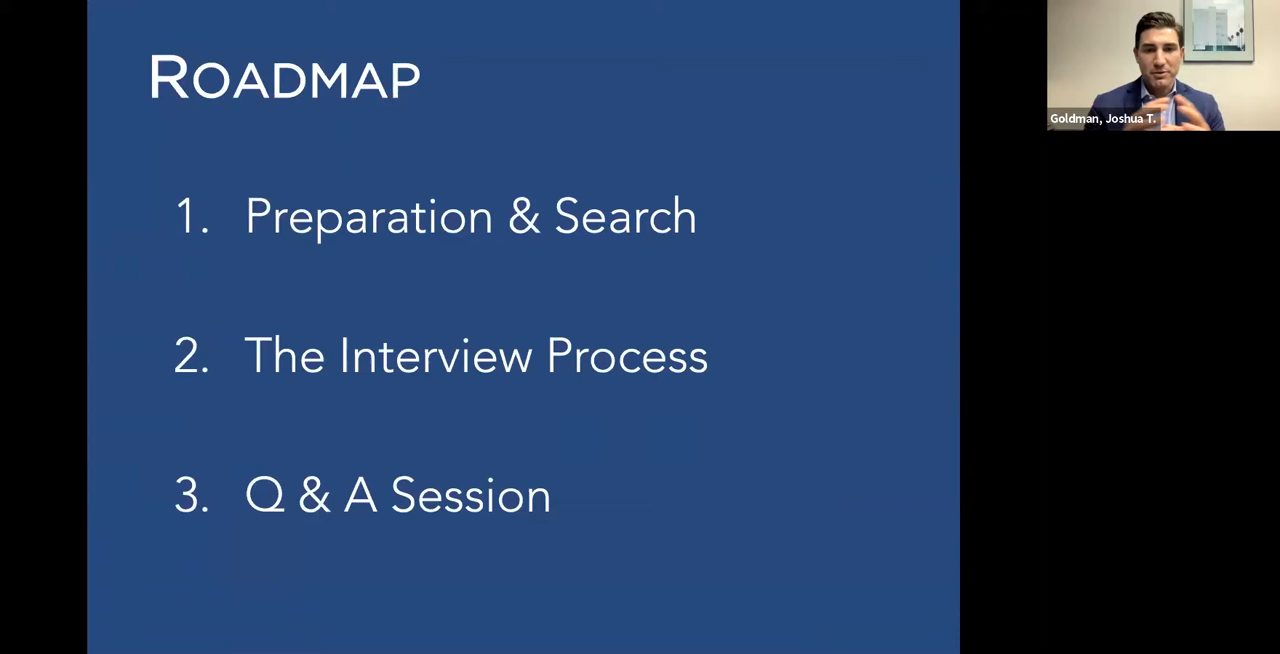 ROADMAP
Goldman, Joshua T.
1. Preparation & Search
2. The Interview Process
3. Q & A Session